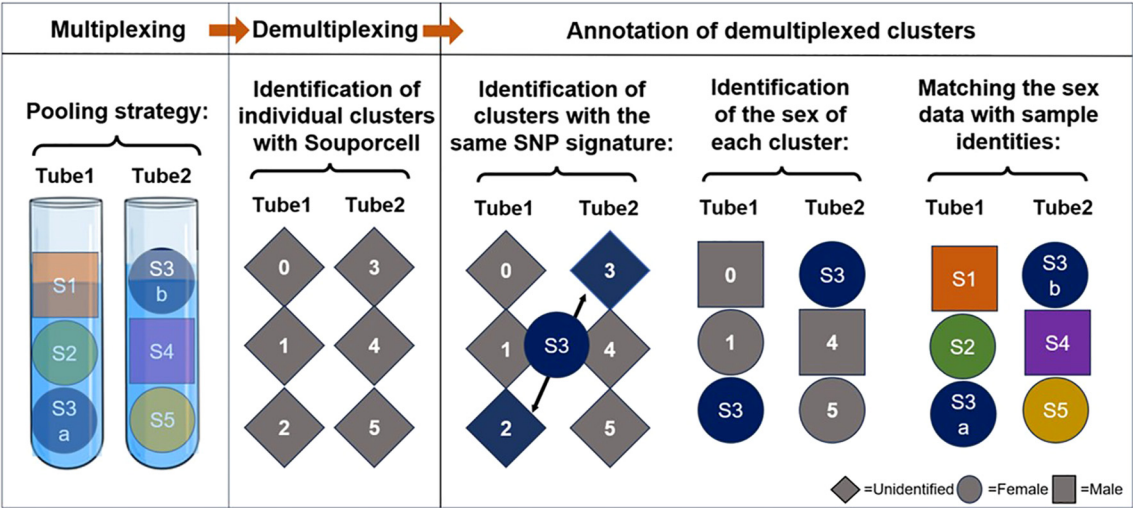 Multiplexing
Demultiplexing
Annotation of demultiplexed clusters
Pooling strategy:
Tube1 Tube2
S1
S2
S3
a
S3
b
S4
S5
Identification of
individual clusters
with Souporcell
Tube1 Tube2
0 3
1 4
2 5
Identification of
clusters with the
same SNP signature:
Tube1 Tube2
0 3
1 S3 4
2 5
Identification
of the sex of
each cluster:
Tube1 Tube2
0 S3
1 4
S3 5
Matching the sex
data with sample
identities:
Tube1 Tube2
S1
S2
S3
a
S3
b
S4
S5
=Unidentified =Female =Male